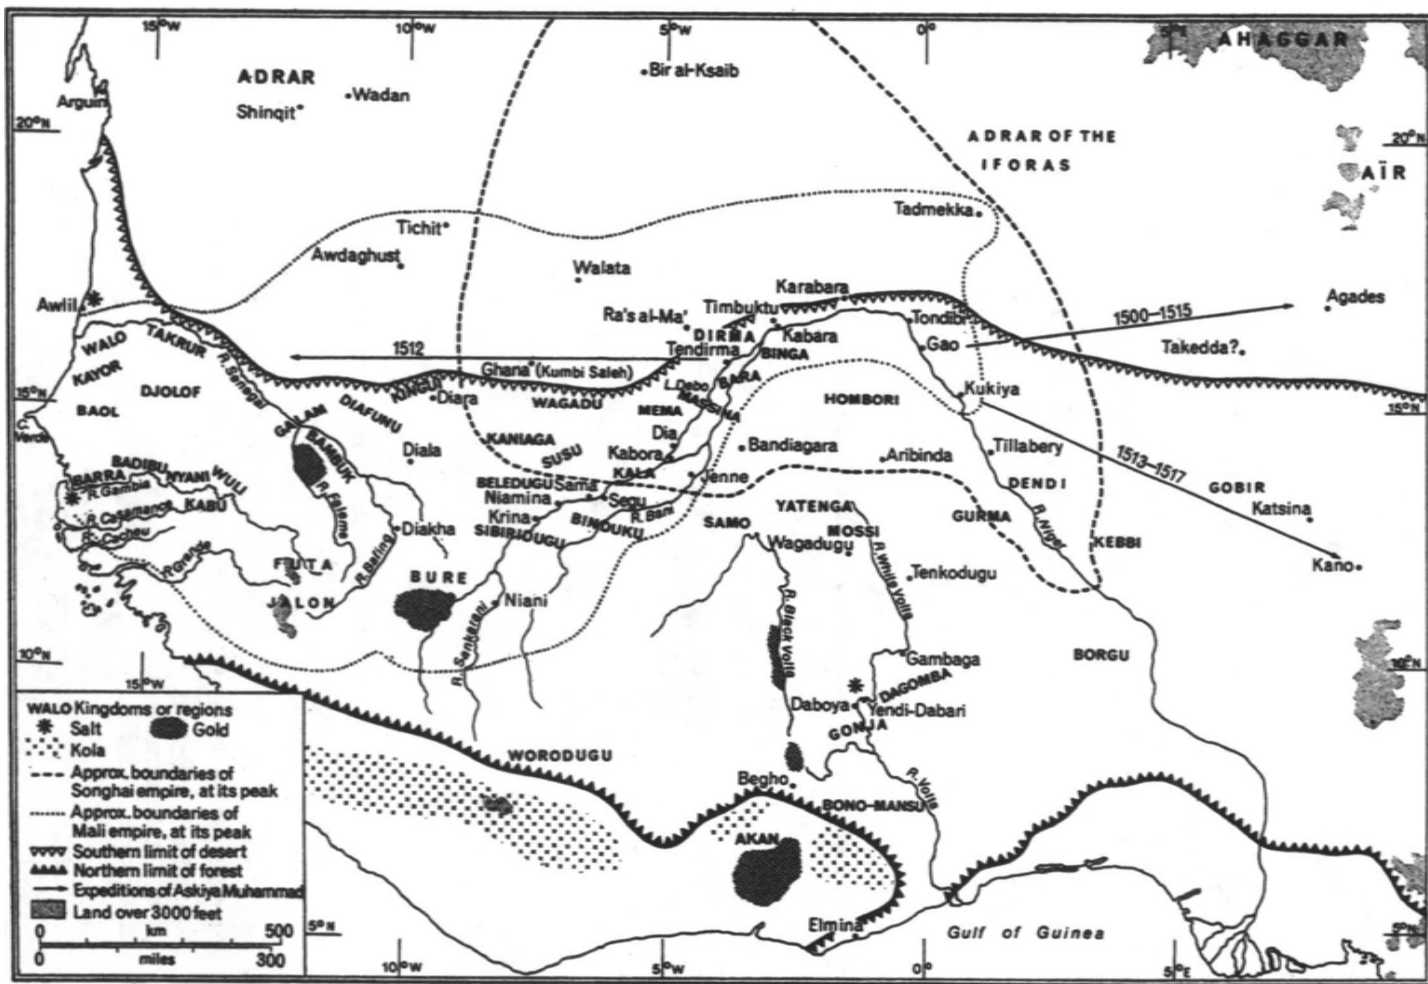 15°W
10°W
5°W
0°
5°E
AHAGGAR
ADRAR
Bir al-Ksaib
Wadan
Shinqit
Arguin
20°N
ADRAR OF THE
IFORAS
20°N
AÏR
Tadmekka
Tichit
Awdaghust
Walata
Karabara
Agades
Awlil
Ra's al-Ma'
Timbuktu
Tondibi
1500–1515
WALO
TAKRUR
DIRMA
Kabara
Tendirma
BINGA
Gao
Takedda?
1512
KAYOR
R. Senegal
Ghana (Kumbi Saleh)
L. Debo
BARA
KINGUI
Diara
WAGADU
MASSINA
Kukiya
DJOLOF
15°N
BAOL
C.
Verde
GALAM
DIAFUNU
MEMA
HOMBORI
15°N
BAMBUK
KANIAGA
Dia
Bandiagara
Aribinda
Tillabery
1513–1517
SUSU
Diala
Kabora
BADIBU
BARRA
NYANI
WULI
R. Gambia
R. Faleme
BELEDUGU
Sama
KALA
Jenne
DENDI
GOBIR
Niamina
Segu
Katsina
R. Casamance
KABU
Krina
R. Bani
YATENGA
GURMA
R. Niger
R. Cacheu
Diakha
SIBIRIDUGU
BINDUKU
SAMO
MOSSI
KEBBI
R. Grande
Wagadugu
Kano
FUTA
R. Bafing
R. White Volta
Tenkodugu
JALON
BURE
Niani
R. Black Volta
R. Sankarani
10°N
Gambaga
BORGU
10°N
15°W
DAGOMBA
Daboya
Yendi-Dabari
GONJA
WORODUGU
Begho
R. Volta
BONO-MANSU
AKAN
Elmina
Gulf of Guinea
WALO Kingdoms or regions
Salt
Gold
Kola
Approx. boundaries of
Songhai empire, at its peak
Approx. boundaries of
Mali empire, at its peak
Southern limit of desert
Northern limit of forest
Expeditions of Askiya Muhammad
Land over 3000 feet
0 km 500
0 miles 300
5°N
5°N
10°W
5°W
0°
5°E